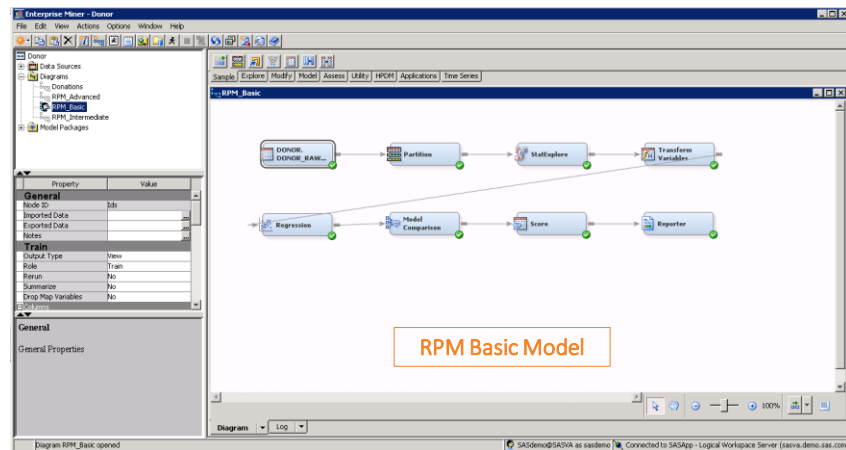 Enterprise Miner - Donor
File Edit View Actions Options Window Help
Donor
Data Sources
Diagrams
Donations
RPM_Advanced
RPM_Basic
RPM_Intermediate
Model Packages
Sample Explore Modify Model Assess Utility HPDM Applications Time Series
RPM_Basic
DONOR.
DONOR_RAW...
Partition
StatExplore
Transform
Variables
Regression
Model
Comparison
Score
Reporter
Property Value
General
Node ID Ids
Imported Data ...
Exported Data ...
Notes ...
Train
Output Type View
Role Train
Rerun No
Summarize No
Drop Map Variables No
Columns
General
General Properties
RPM Basic Model
100%
Diagram Log
Diagram RPM_Basic opened
SASdemo@SASVA as sasdemo Connected to SASApp - Logical Workspace Server (sasva.demo.sas.com